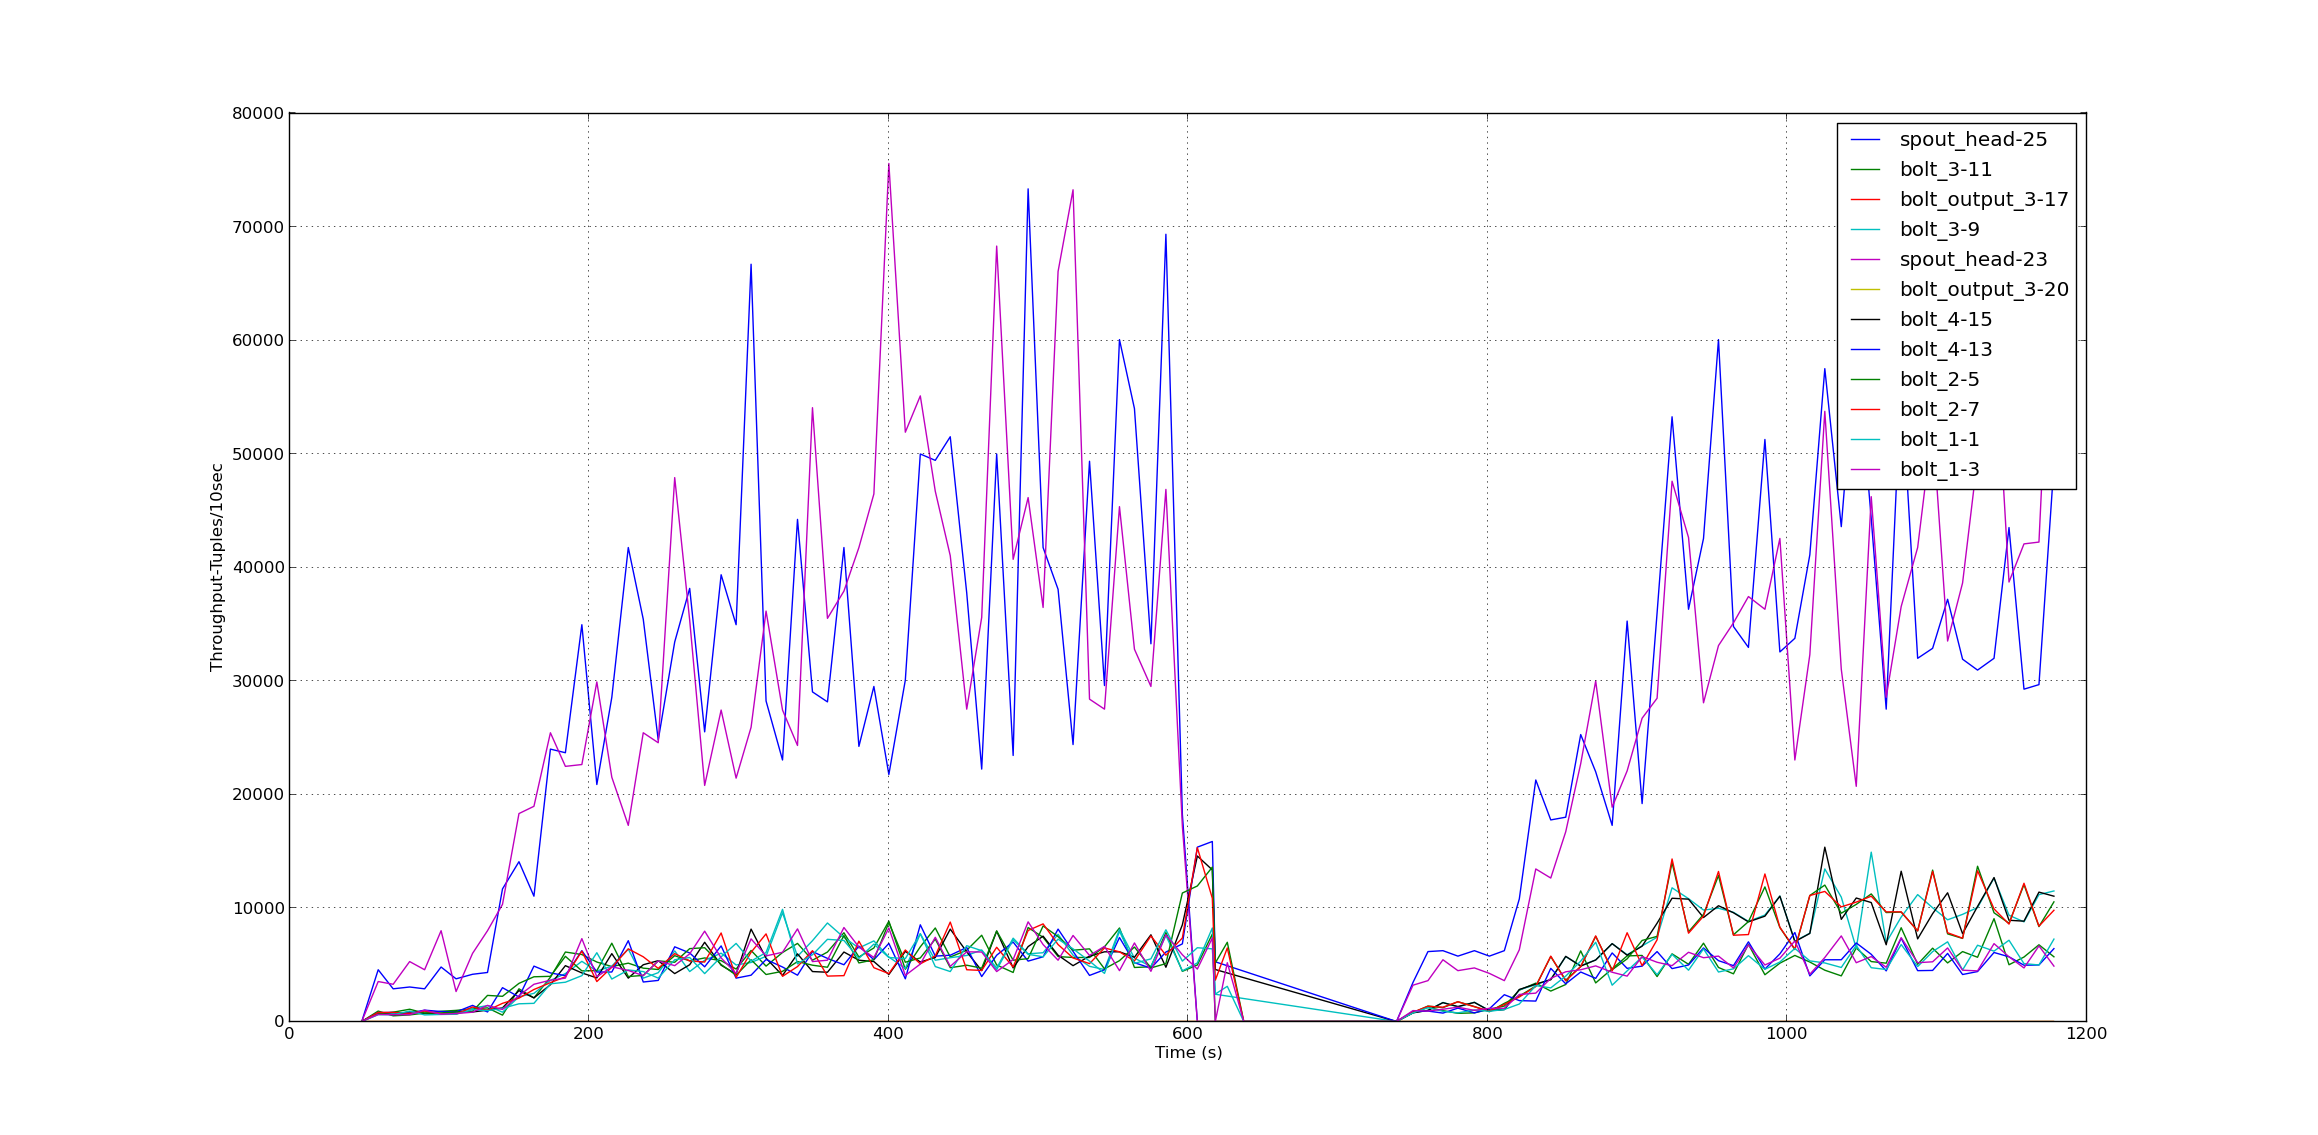 80000
70000
60000
50000
40000
30000
20000
10000
0
Throughput-Tuples/10sec
0 200 400 600 800 1000 1200
Time (s)
spout_head-25
bolt_3-11
bolt_output_3-17
bolt_3-9
spout_head-23
bolt_output_3-20
bolt_4-15
bolt_4-13
bolt_2-5
bolt_2-7
bolt_1-1
bolt_1-3